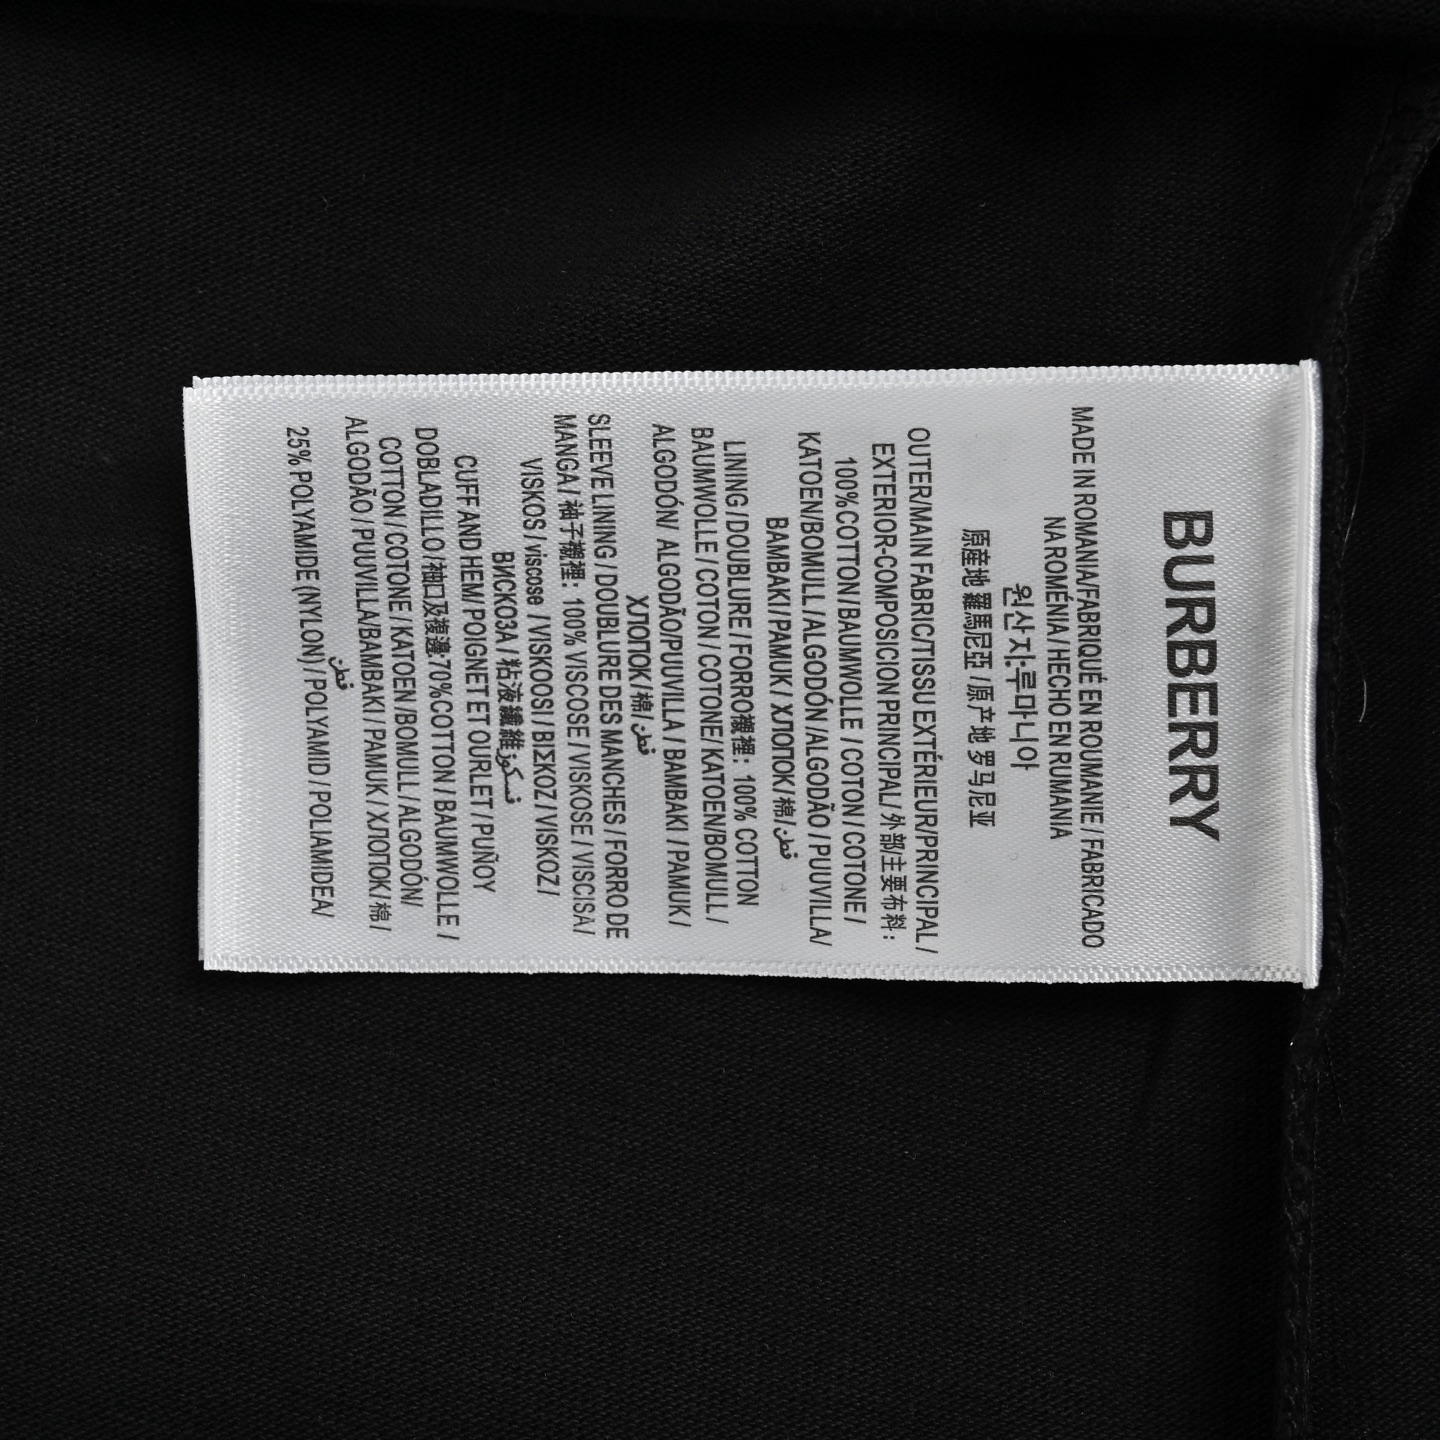 BURBERRY
MADE IN ROMANIA/FABRIQUÉ EN ROUMANIE / FABRICADO
NA ROMÉNIA / HECHO EN RUMANIA
원산지:루마니아
原産地 羅馬尼亞 / 原产地 罗马尼亚
OUTER/MAIN FABRIC/TISSU EXTÉRIEUR/PRINCIPAL /
EXTERIOR-COMPOSICION PRINCIPAL / 外部主要布料:
100%COTTON / BAUMWOLLE / COTON / COTONE /
KATOEN/BOMULL / ALGODÓN /ALGODÃO / PUUVILLA/
BAMBAKI / PAMUK / ХЛОПОК /棉/ قطن
LINING / DOUBLURE / FORRO襯裡: 100% COTTON
BAUMWOLLE / COTON / COTONE/ KATOEN/BOMULL /
ALGODÓN/ ALGODÃO/PUUVILLA / BAMBAKI / PAMUK /
ХЛОПОК /棉/ قطن
SLEEVE LINING / DOUBLURE DES MANCHES / FORRO DE
MANGA / 袖子襯裡: 100% VISCOSE / VISKOSE / VISCISA /
VISKOS / viscose / VISKOOSI / ΒΙΣΚΟΖ / VISKOZ /
ВИСКОЗА / 粘液纖維 فسكوز
CUFF AND HEM / POIGNET ET OURLET / PUÑOY
DOBLADILLO /袖口及複邊:70%COTTON / BAUMWOLLE /
COTTON / COTONE / KATOEN /BOMULL / ALGODÓN/
ALGODÃO / PUUVILLA/BAMBAKI / PAMUK / ХЛОТІОК /棉 /
قطن
25% POLYAMIDE (NYLON) / POLYAMID / POLIAMIDEA/